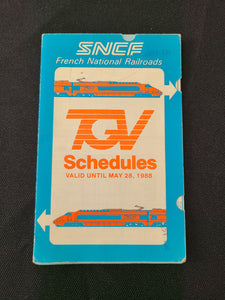 SNCF
French National Railroads
TGV
Schedules
VALID UNTIL MAY 28, 1988